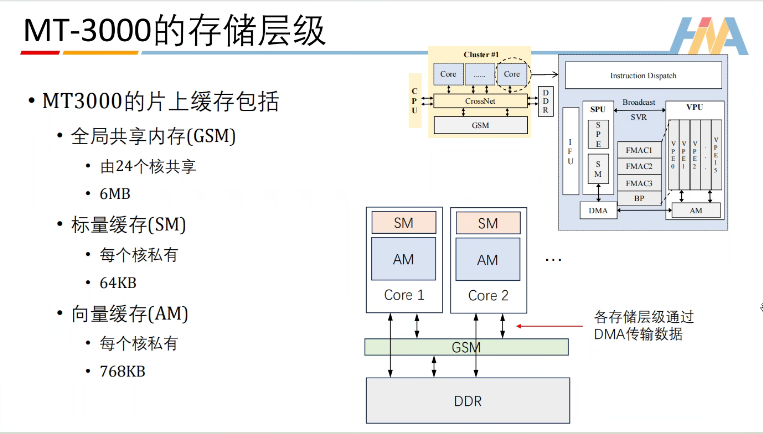 MT-3000的存储层级
HMA
• MT3000的片上缓存包括
• 全局共享内存(GSM)
• 由24个核共享
• 6MB
• 标量缓存(SM)
• 每个核私有
• 64KB
• 向量缓存(AM)
• 每个核私有
• 768KB
Cluster #1
Core
......
Core
CPU
CrossNet
DDR
GSM
Instruction Dispatch
IFU
SPU
Broadcast
SVR
VPU
SPE
SM
FMAC1
FMAC2
FMAC3
BP
VPE0
VPE1
VPE2
...
VPE15
DMA
AM
SM
AM
Core 1
SM
AM
Core 2
...
各存储层级通过
DMA传输数据
GSM
DDR